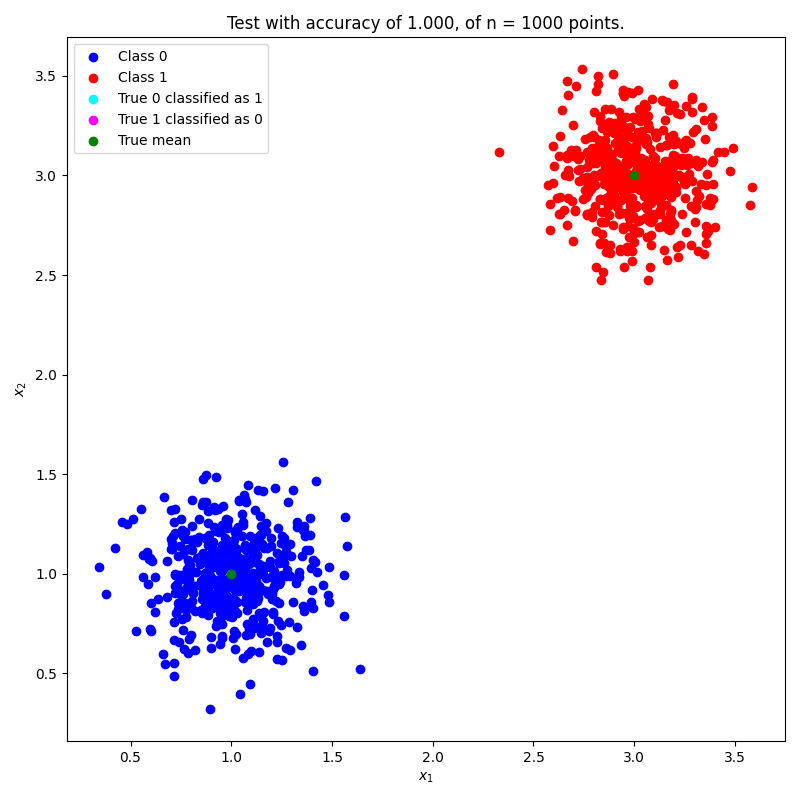 Test with accuracy of 1.000, of n = 1000 points.
Class 0
Class 1
True 0 classified as 1
True 1 classified as 0
True mean
3.5
3.0
2.5
2.0
1.5
1.0
0.5
x₂
0.5 1.0 1.5 2.0 2.5 3.0 3.5
x₁